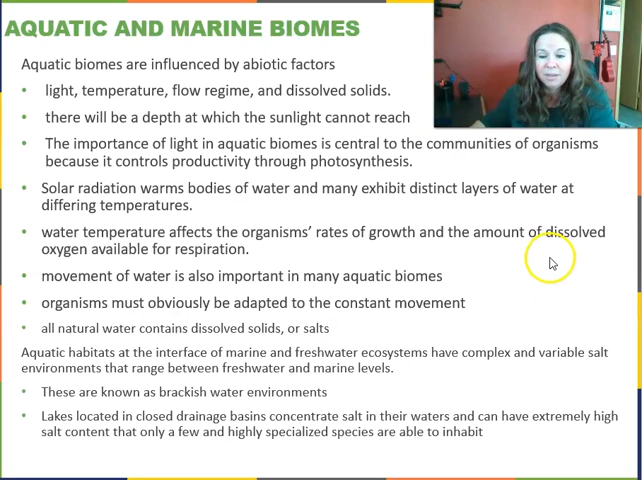 AQUATIC AND MARINE BIOMES
Aquatic biomes are influenced by abiotic factors
• light, temperature, flow regime, and dissolved solids.
• there will be a depth at which the sunlight cannot reach
• The importance of light in aquatic biomes is central to the communities of organisms
because it controls productivity through photosynthesis.
• Solar radiation warms bodies of water and many exhibit distinct layers of water at
differing temperatures.
• water temperature affects the organisms' rates of growth and the amount of dissolved
oxygen available for respiration.
• movement of water is also important in many aquatic biomes
• organisms must obviously be adapted to the constant movement
• all natural water contains dissolved solids, or salts
Aquatic habitats at the interface of marine and freshwater ecosystems have complex and variable salt
environments that range between freshwater and marine levels.
• These are known as brackish water environments
• Lakes located in closed drainage basins concentrate salt in their waters and can have extremely high
salt content that only a few and highly specialized species are able to inhabit